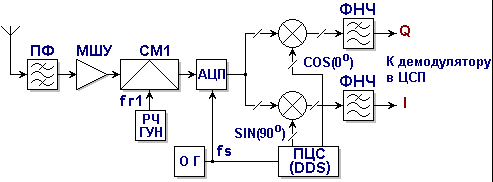 ФНЧ
Q
ПФ
МШУ
СМ1
АЦП
COS(0⁰)
К демодулятору
в ЦСП
ФНЧ
fr1
I
РЧ
ГУН
SIN(90⁰)
О Г
fs
ПЦС
(DDS)